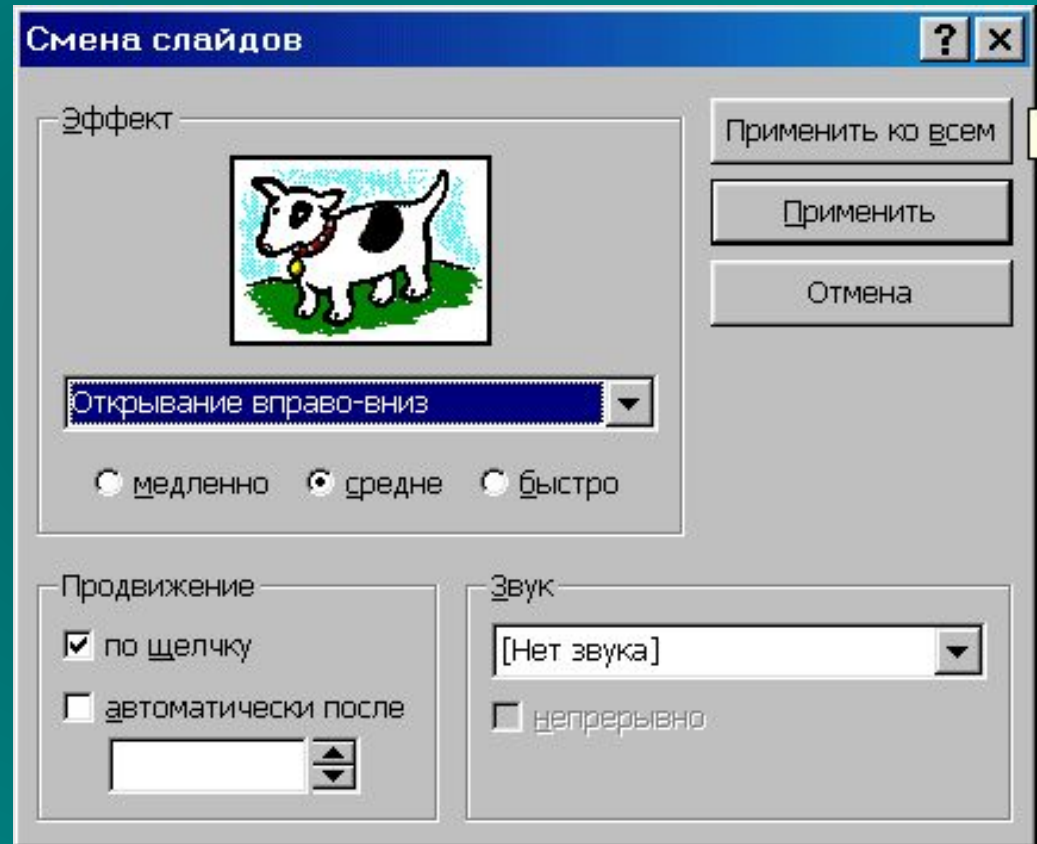 Смена слайдов
Эффект
Применить ко всем
Применить
Отмена
Открывание вправо-вниз
медленно средне быстро
Продвижение
по щелчку
автоматически после
Звук
[Нет звука]
непрерывно